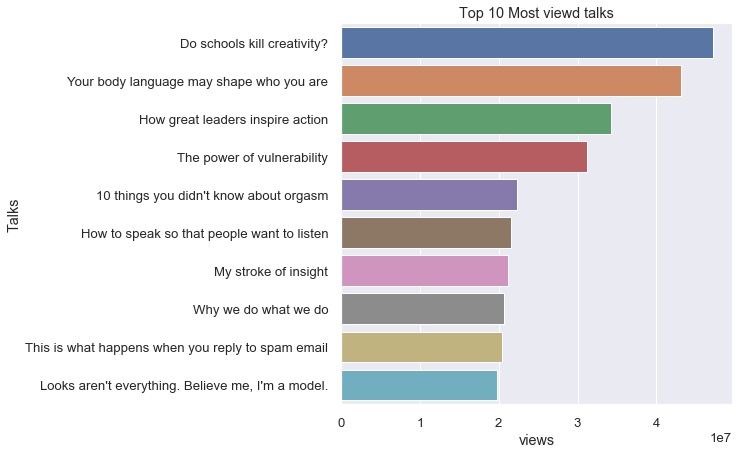 Top 10 Most viewd talks
Do schools kill creativity?
Your body language may shape who you are
How great leaders inspire action
The power of vulnerability
10 things you didn't know about orgasm
How to speak so that people want to listen
My stroke of insight
Why we do what we do
This is what happens when you reply to spam email
Looks aren't everything. Believe me, I'm a model.
Talks
0 1 2 3 4
1e7
views